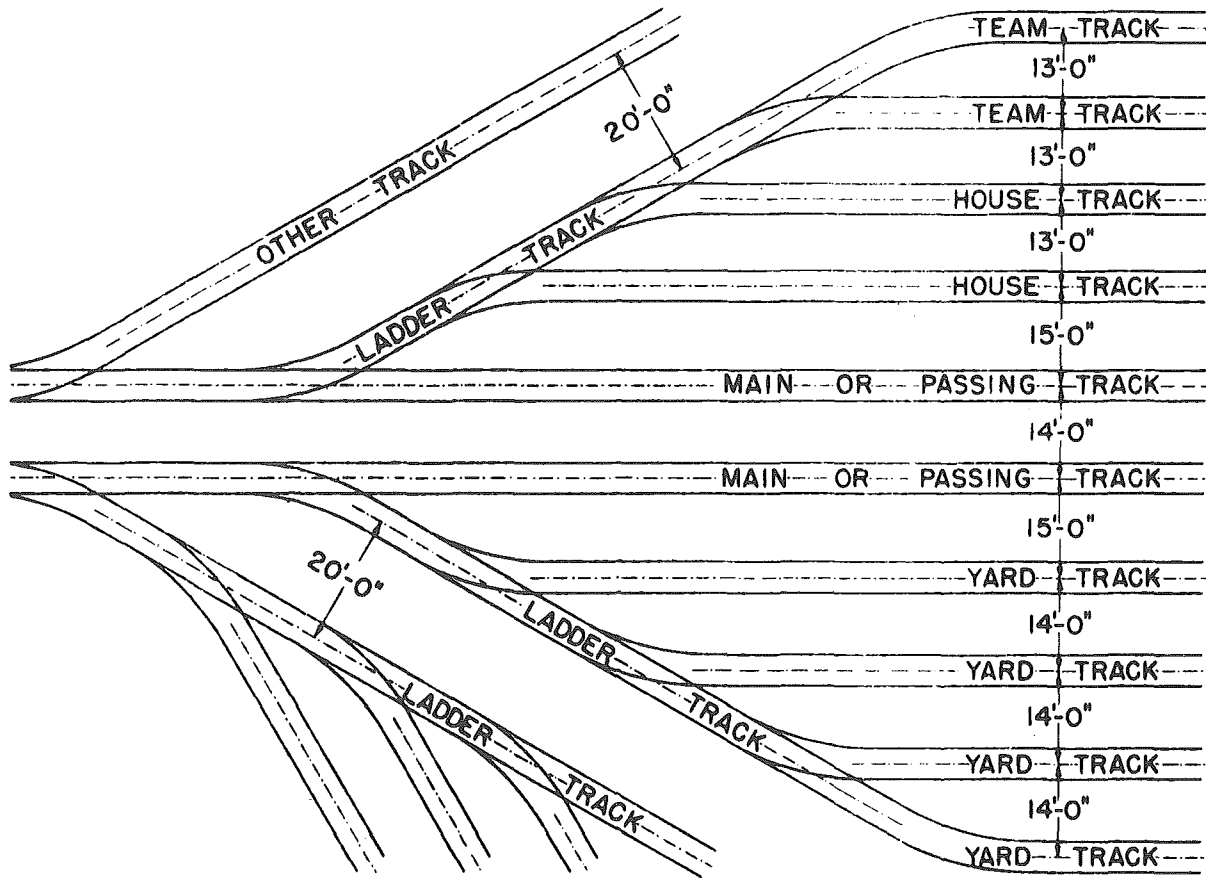 TEAM TRACK
13'-0"
TEAM TRACK
13'-0"
HOUSE TRACK
13'-0"
HOUSE TRACK
15'-0"
MAIN OR PASSING TRACK
14'-0"
MAIN OR PASSING TRACK
15'-0"
YARD TRACK
14'-0"
YARD TRACK
14'-0"
YARD TRACK
14'-0"
YARD TRACK
OTHER TRACK
20'-0"
LADDER TRACK
20'-0"
LADDER TRACK
LADDER TRACK